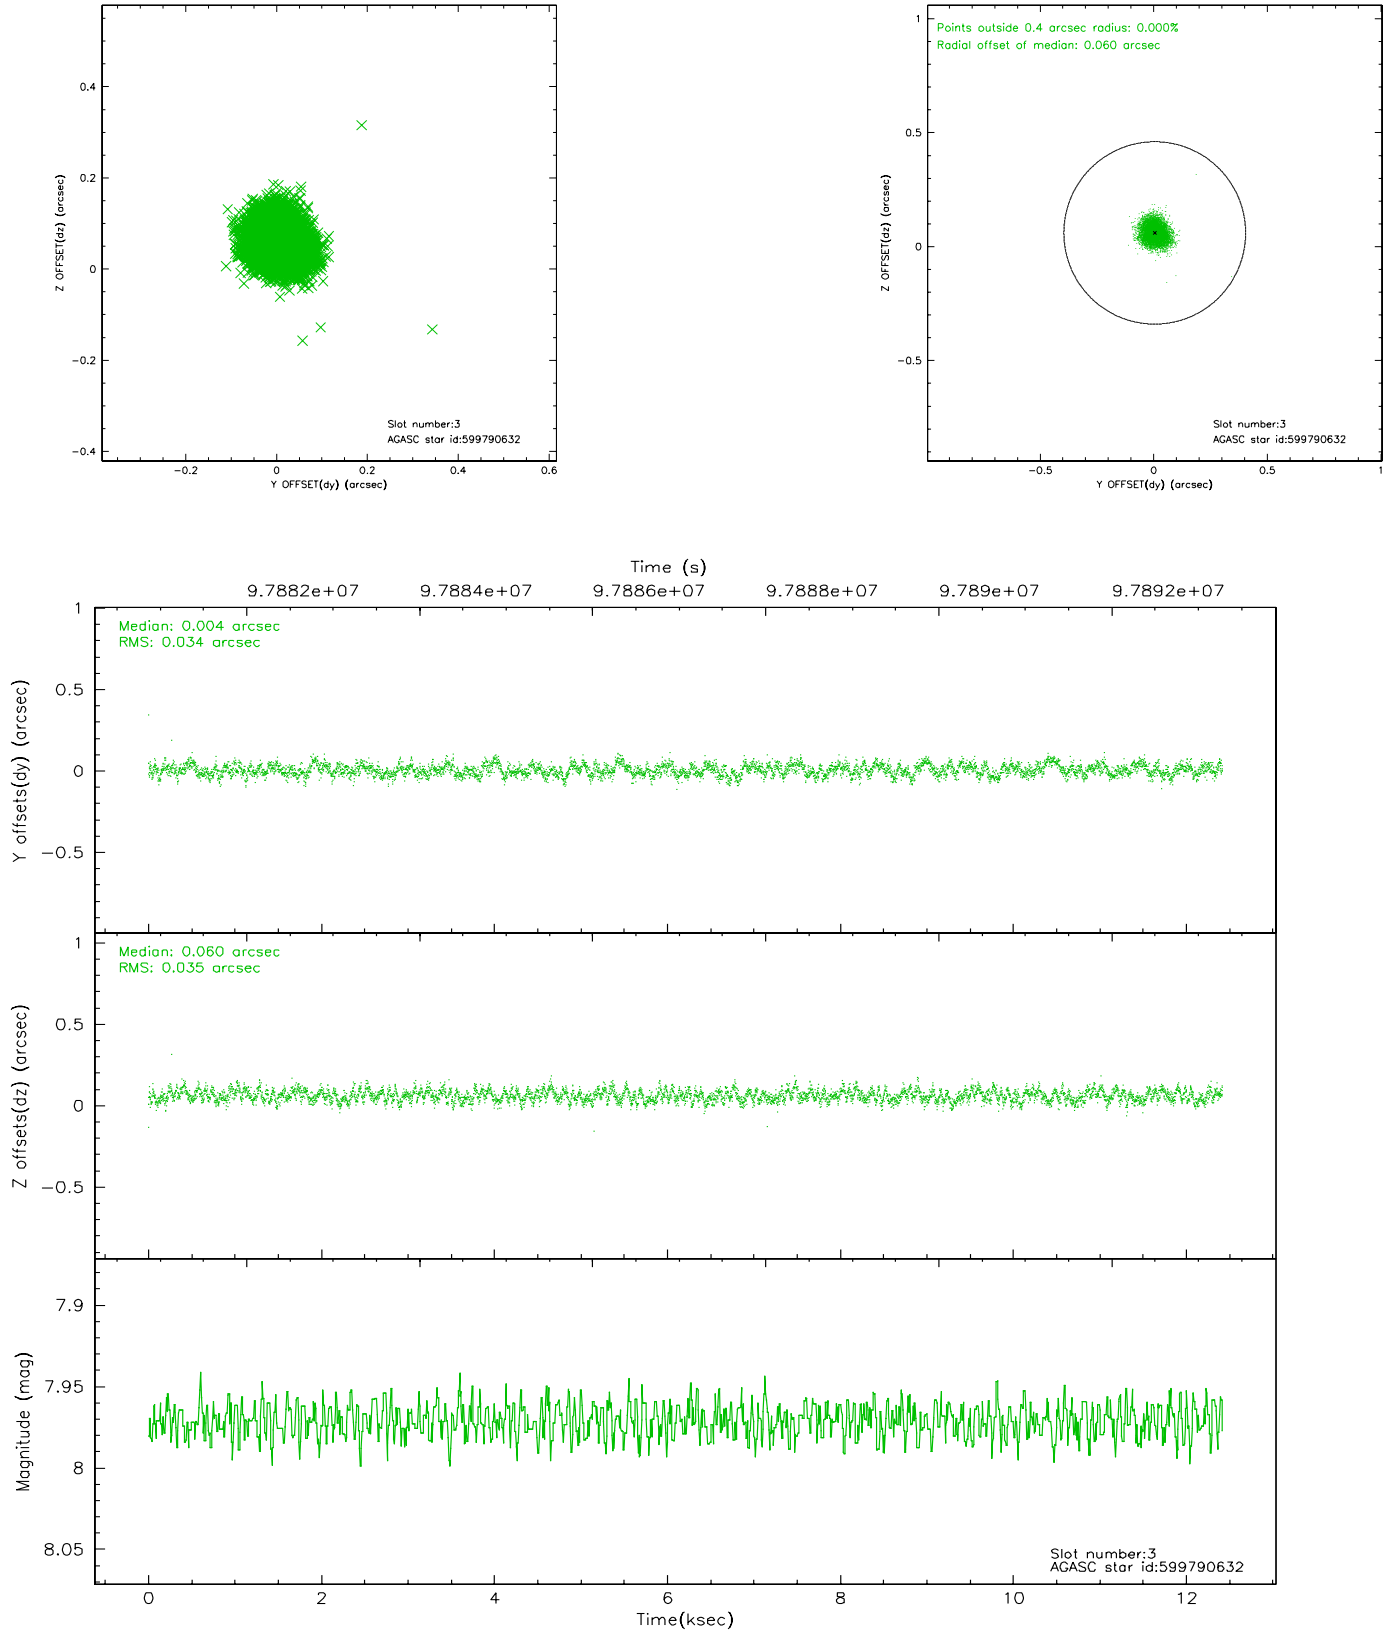 0.4
0.2
0
−0.2
−0.4
Z OFFSET(dz) (arcsec)
Slot number:3
AGASC star id:599790632
−0.2 0 0.2 0.4 0.6
Y OFFSET(dy) (arcsec)
1
0.5
0
−0.5
Z OFFSET(dz) (arcsec)
Points outside 0.4 arcsec radius: 0.000%
Radial offset of median: 0.060 arcsec
Slot number:3
AGASC star id:599790632
−0.5 0 0.5 1
Y OFFSET(dy) (arcsec)
Time (s)
9.7882e+07 9.7884e+07 9.7886e+07 9.7888e+07 9.789e+07 9.7892e+07
Median: 0.004 arcsec
RMS: 0.034 arcsec
1
0.5
0
−0.5
Y offsets(dy) (arcsec)
Median: 0.060 arcsec
RMS: 0.035 arcsec
1
0.5
0
−0.5
Z offsets(dz) (arcsec)
7.9
7.95
8
8.05
Magnitude (mag)
Slot number:3
AGASC star id:599790632
0 2 4 6 8 10 12
Time(ksec)